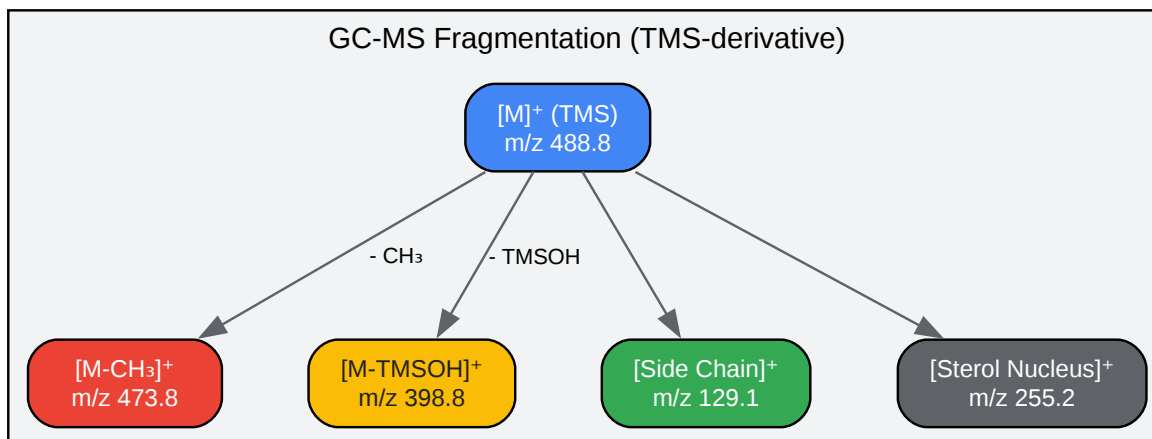 GC-MS Fragmentation (TMS-derivative)
[M]⁺ (TMS)
m/z 488.8
- CH₃
- TMSOH
[M-CH₃]⁺
m/z 473.8
[M-TMSOH]⁺
m/z 398.8
[Side Chain]⁺
m/z 129.1
[Sterol Nucleus]⁺
m/z 255.2